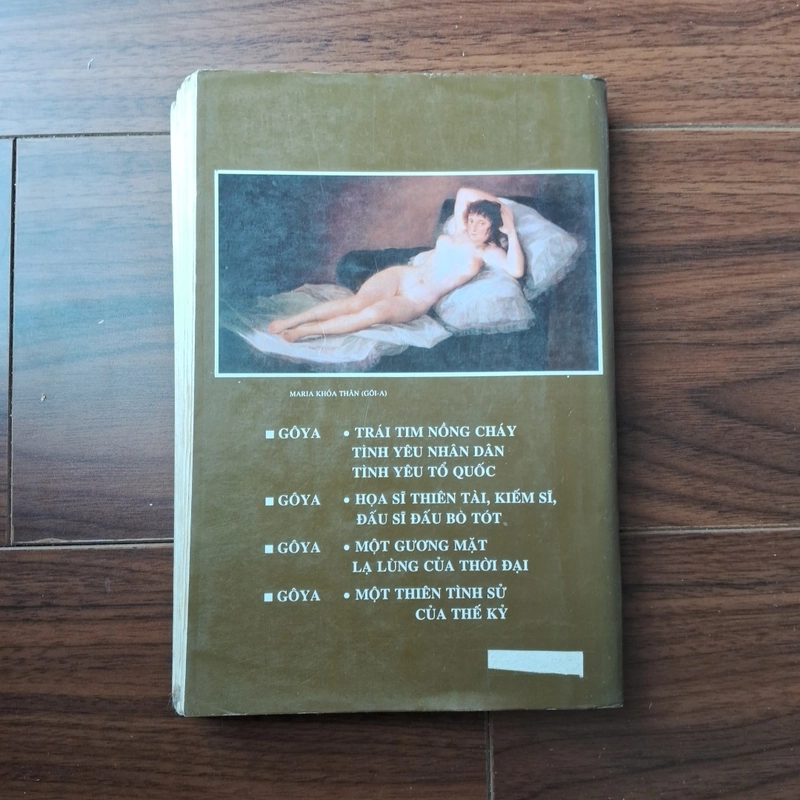 MARIA KHỎA THÂN (GÔI-A)
■ GÔYA • TRÁI TIM NỒNG CHÁY
TÌNH YÊU NHÂN DÂN
TÌNH YÊU TỔ QUỐC
■ GÔYA • HỌA SĨ THIÊN TÀI, KIẾM SĨ,
ĐẤU SĨ ĐẤU BÒ TÓT
■ GÔYA • MỘT GƯƠNG MẶT
LẠ LÙNG CỦA THỜI ĐẠI
■ GÔYA • MỘT THIÊN TÌNH SỬ
CỦA THẾ KỶ